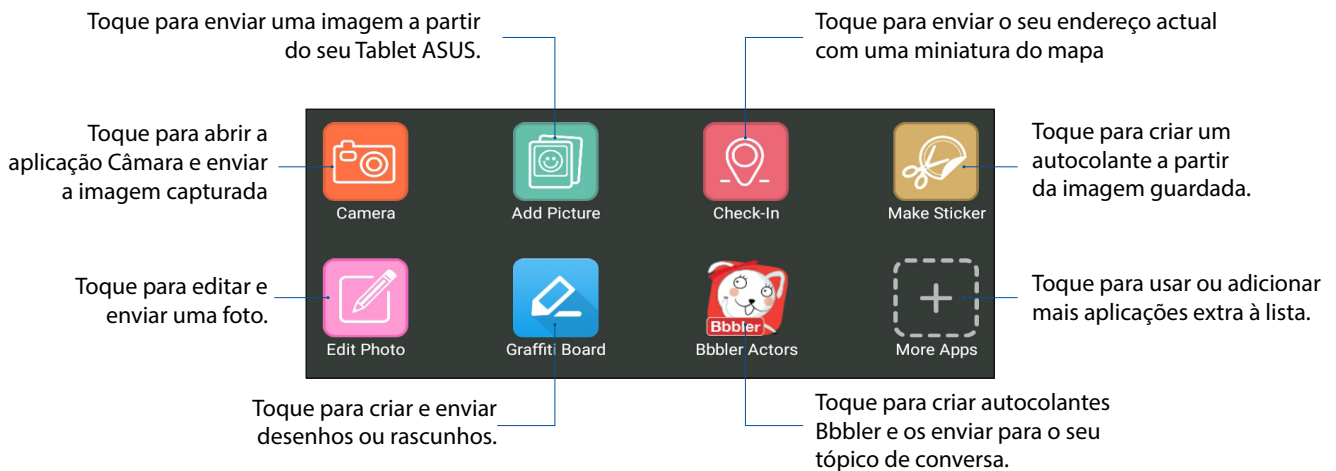 Toque para enviar uma imagem a partir
do seu Tablet ASUS.
Toque para enviar o seu endereço actual
com uma miniatura do mapa
Toque para abrir a
aplicação Câmara e enviar
a imagem capturada
Toque para criar um
autocolante a partir
da imagem guardada.
Camera
Add Picture
Check-In
Make Sticker
Toque para editar e
enviar uma foto.
Bbbler
Toque para usar ou adicionar
mais aplicações extra à lista.
Edit Photo
Graffiti Board
Bbbler Actors
More Apps
Toque para criar e enviar
desenhos ou rascunhos.
Toque para criar autocolantes
Bbbler e os enviar para o seu
tópico de conversa.